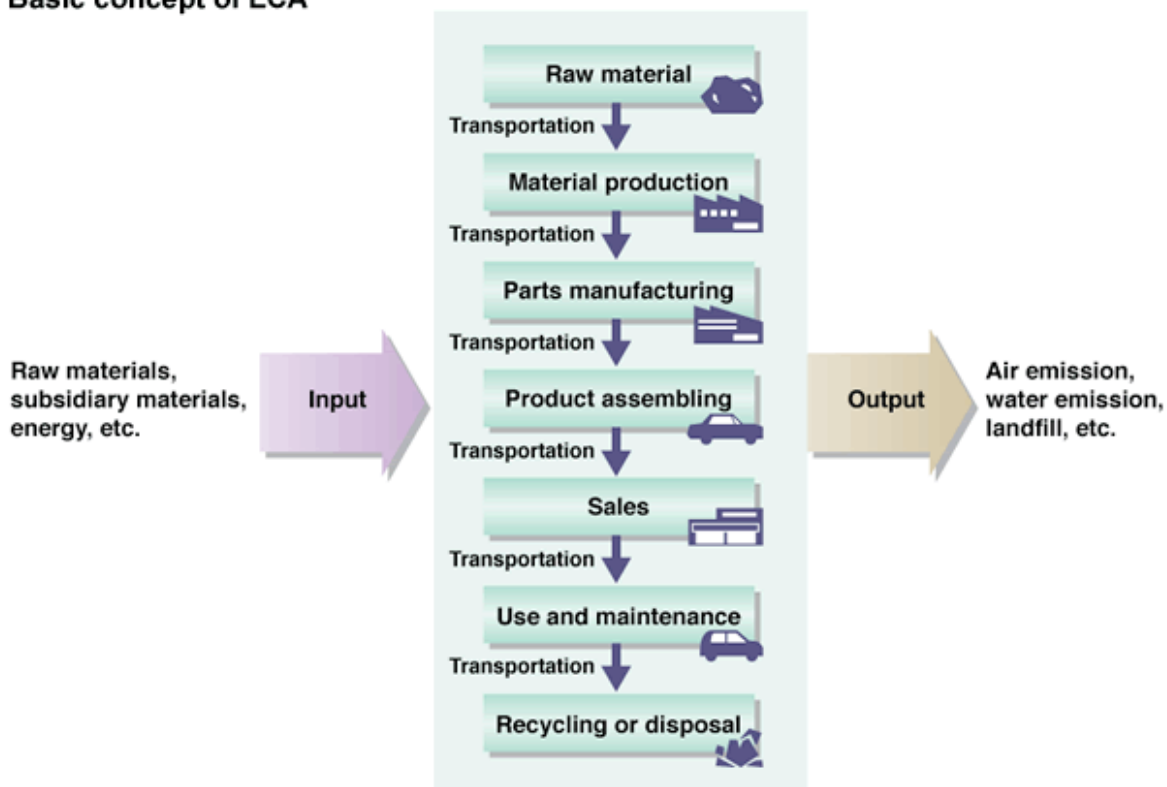 Basic concept of LCA
Raw material
Transportation
Material production
Transportation
Parts manufacturing
Transportation
Raw materials,
subsidiary materials,
energy, etc.
Input
Product assembling
Output
Air emission,
water emission,
landfill, etc.
Transportation
Sales
Transportation
Use and maintenance
Transportation
Recycling or disposal